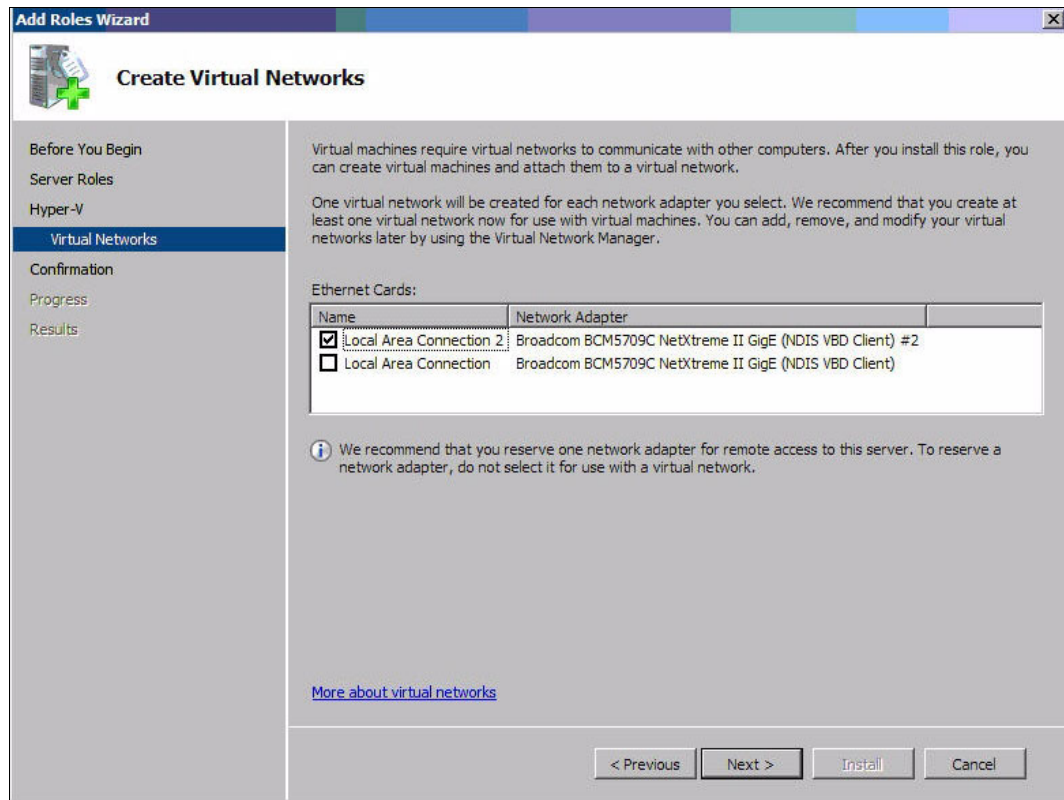 Add Roles Wizard
Create Virtual Networks
Before You Begin
Server Roles
Hyper-V
Virtual Networks
Confirmation
Progress
Results
Virtual machines require virtual networks to communicate with other computers. After you install this role, you
can create virtual machines and attach them to a virtual network.
One virtual network will be created for each network adapter you select. We recommend that you create at
least one virtual network now for use with virtual machines. You can add, remove, and modify your virtual
networks later by using the Virtual Network Manager.
Ethernet Cards:
Name Network Adapter
Local Area Connection 2 Broadcom BCM5709C NetXtreme II GigE (NDIS VBD Client) #2
Local Area Connection Broadcom BCM5709C NetXtreme II GigE (NDIS VBD Client)
We recommend that you reserve one network adapter for remote access to this server. To reserve a
network adapter, do not select it for use with a virtual network.
More about virtual networks
< Previous Next > Install Cancel